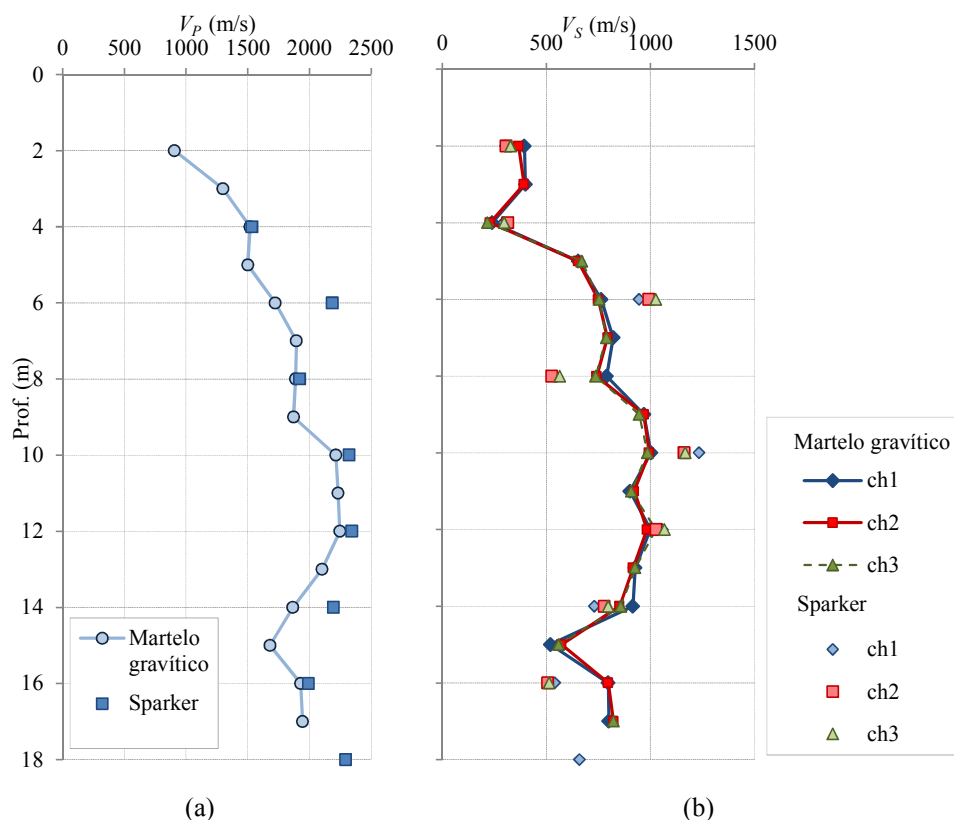 V_P (m/s)
0 500 1000 1500 2000 2500
0
2
4
6
8
10
12
14
16
18
Prof. (m)
Martelo
gravítico
Sparker
(a)
V_S (m/s)
0 500 1000 1500
Martelo gravítico
ch1
ch2
ch3
Sparker
ch1
ch2
ch3
(b)